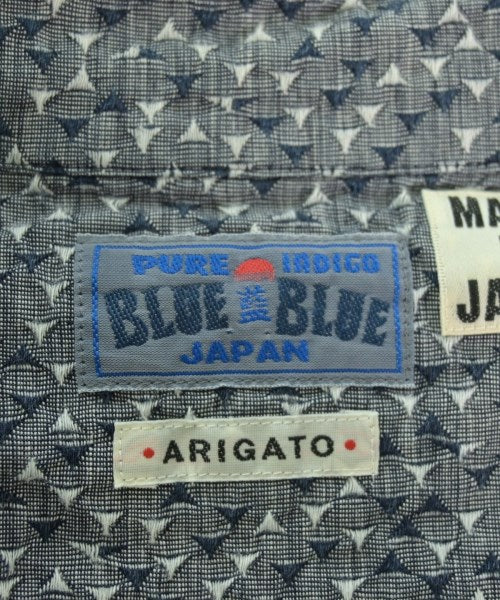 PURE INDIGO
BLUE 藍 BLUE
JAPAN
• ARIGATO •
MA
JA